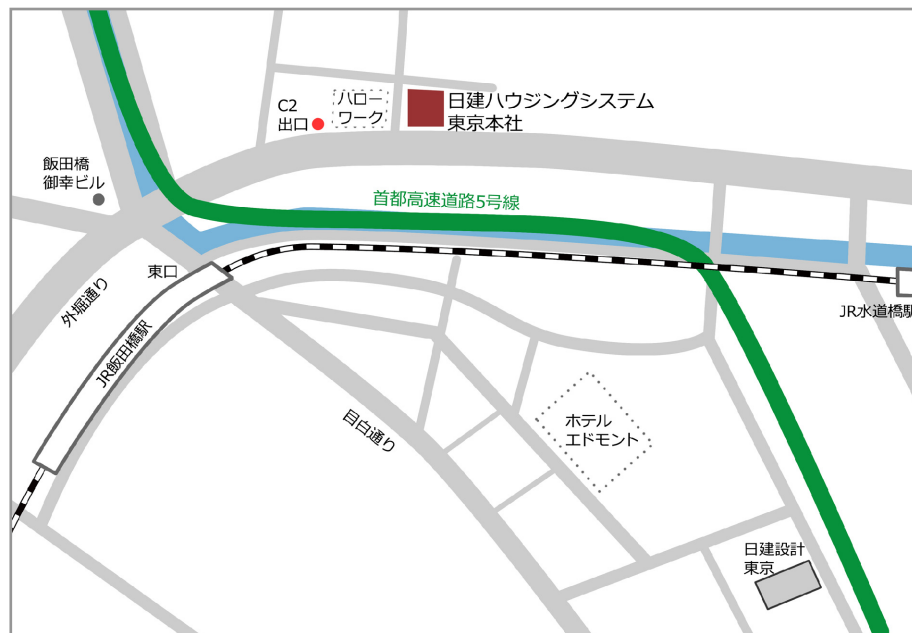 C2
出口
ハロー
ワーク
日建ハウジングシステム
東京本社
飯田橋
御幸ビル
首都高速道路5号線
東口
外堀通り
JR飯田橋駅
JR水道橋駅
目白通り
ホテル
エドモント
日建設計
東京